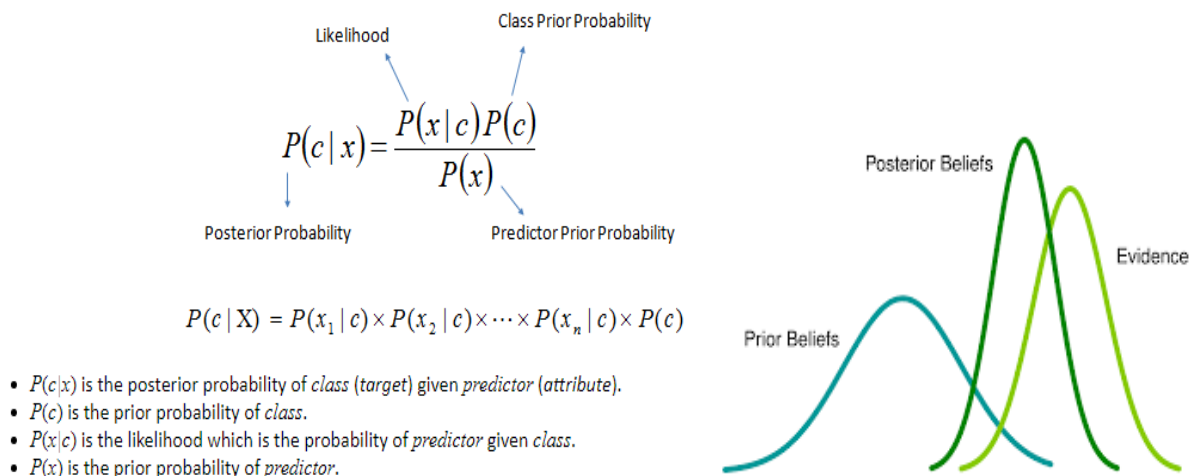 Likelihood
Class Prior Probability
P(c|x)=P(x|c)P(c)/P(x)
Posterior Probability
Predictor Prior Probability
P(c|X) = P(x₁|c)×P(x₂|c)×⋯×P(xₙ|c)×P(c)
• P(c|x) is the posterior probability of class (target) given predictor (attribute).
• P(c) is the prior probability of class.
• P(x|c) is the likelihood which is the probability of predictor given class.
• P(x) is the prior probability of predictor.
Posterior Beliefs
Evidence
Prior Beliefs